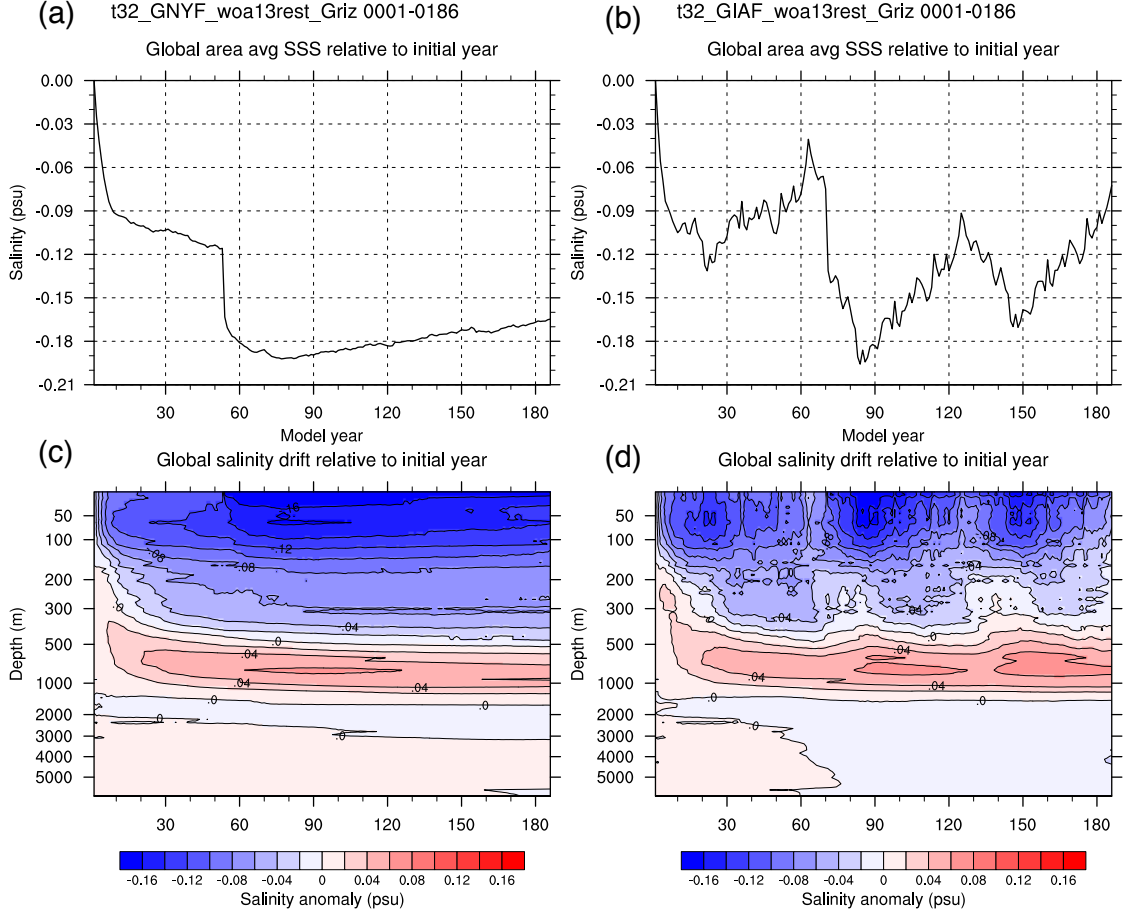 (a) t32_GNYF_woa13rest_Griz 0001-0186
Global area avg SSS relative to initial year
0.00
-0.03
-0.06
-0.09
-0.12
-0.15
-0.18
-0.21
Salinity (psu)
30 60 90 120 150 180
Model year
(b) t32_GIAF_woa13rest_Griz 0001-0186
Global area avg SSS relative to initial year
0.00
-0.03
-0.06
-0.09
-0.12
-0.15
-0.18
-0.21
Salinity (psu)
30 60 90 120 150 180
Model year
(c) Global salinity drift relative to initial year
50
100
200
300
500
1000
2000
3000
4000
5000
Depth (m)
-.16
-.12
-.08
-.08
.04
.0
.0
.04
.04
.0
.0
.0
30 60 90 120 150 180
-0.16 -0.12 -0.08 -0.04 0 0.04 0.08 0.12 0.16
Salinity anomaly (psu)
(d) Global salinity drift relative to initial year
50
100
200
300
500
1000
2000
3000
4000
5000
Depth (m)
.08
.08
.04
.04
.0
.0
.04
.04
.0
.0
30 60 90 120 150 180
-0.16 -0.12 -0.08 -0.04 0 0.04 0.08 0.12 0.16
Salinity anomaly (psu)